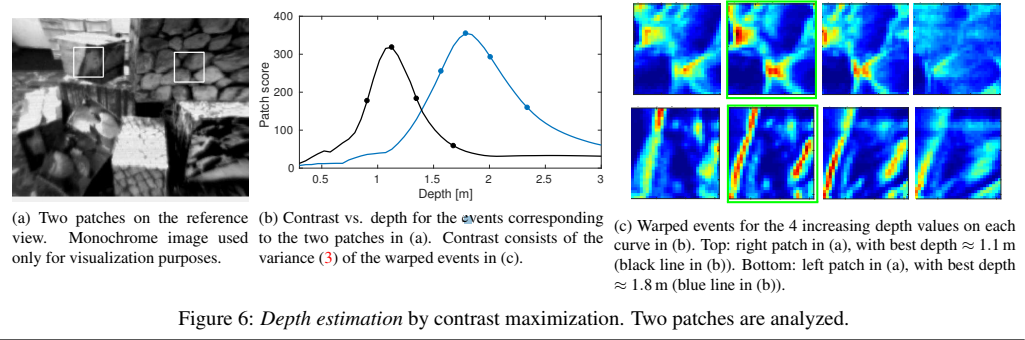 400
300
200
100
0
Patch score
0.5 1 1.5 2 2.5 3
Depth [m]
(a) Two patches on the reference
view. Monochrome image used
only for visualization purposes.
(b) Contrast vs. depth for the events corresponding
to the two patches in (a). Contrast consists of the
variance (3) of the warped events in (c).
(c) Warped events for the 4 increasing depth values on each
curve in (b). Top: right patch in (a), with best depth ≈ 1.1 m
(black line in (b)). Bottom: left patch in (a), with best depth
≈ 1.8 m (blue line in (b)).
Figure 6: Depth estimation by contrast maximization. Two patches are analyzed.